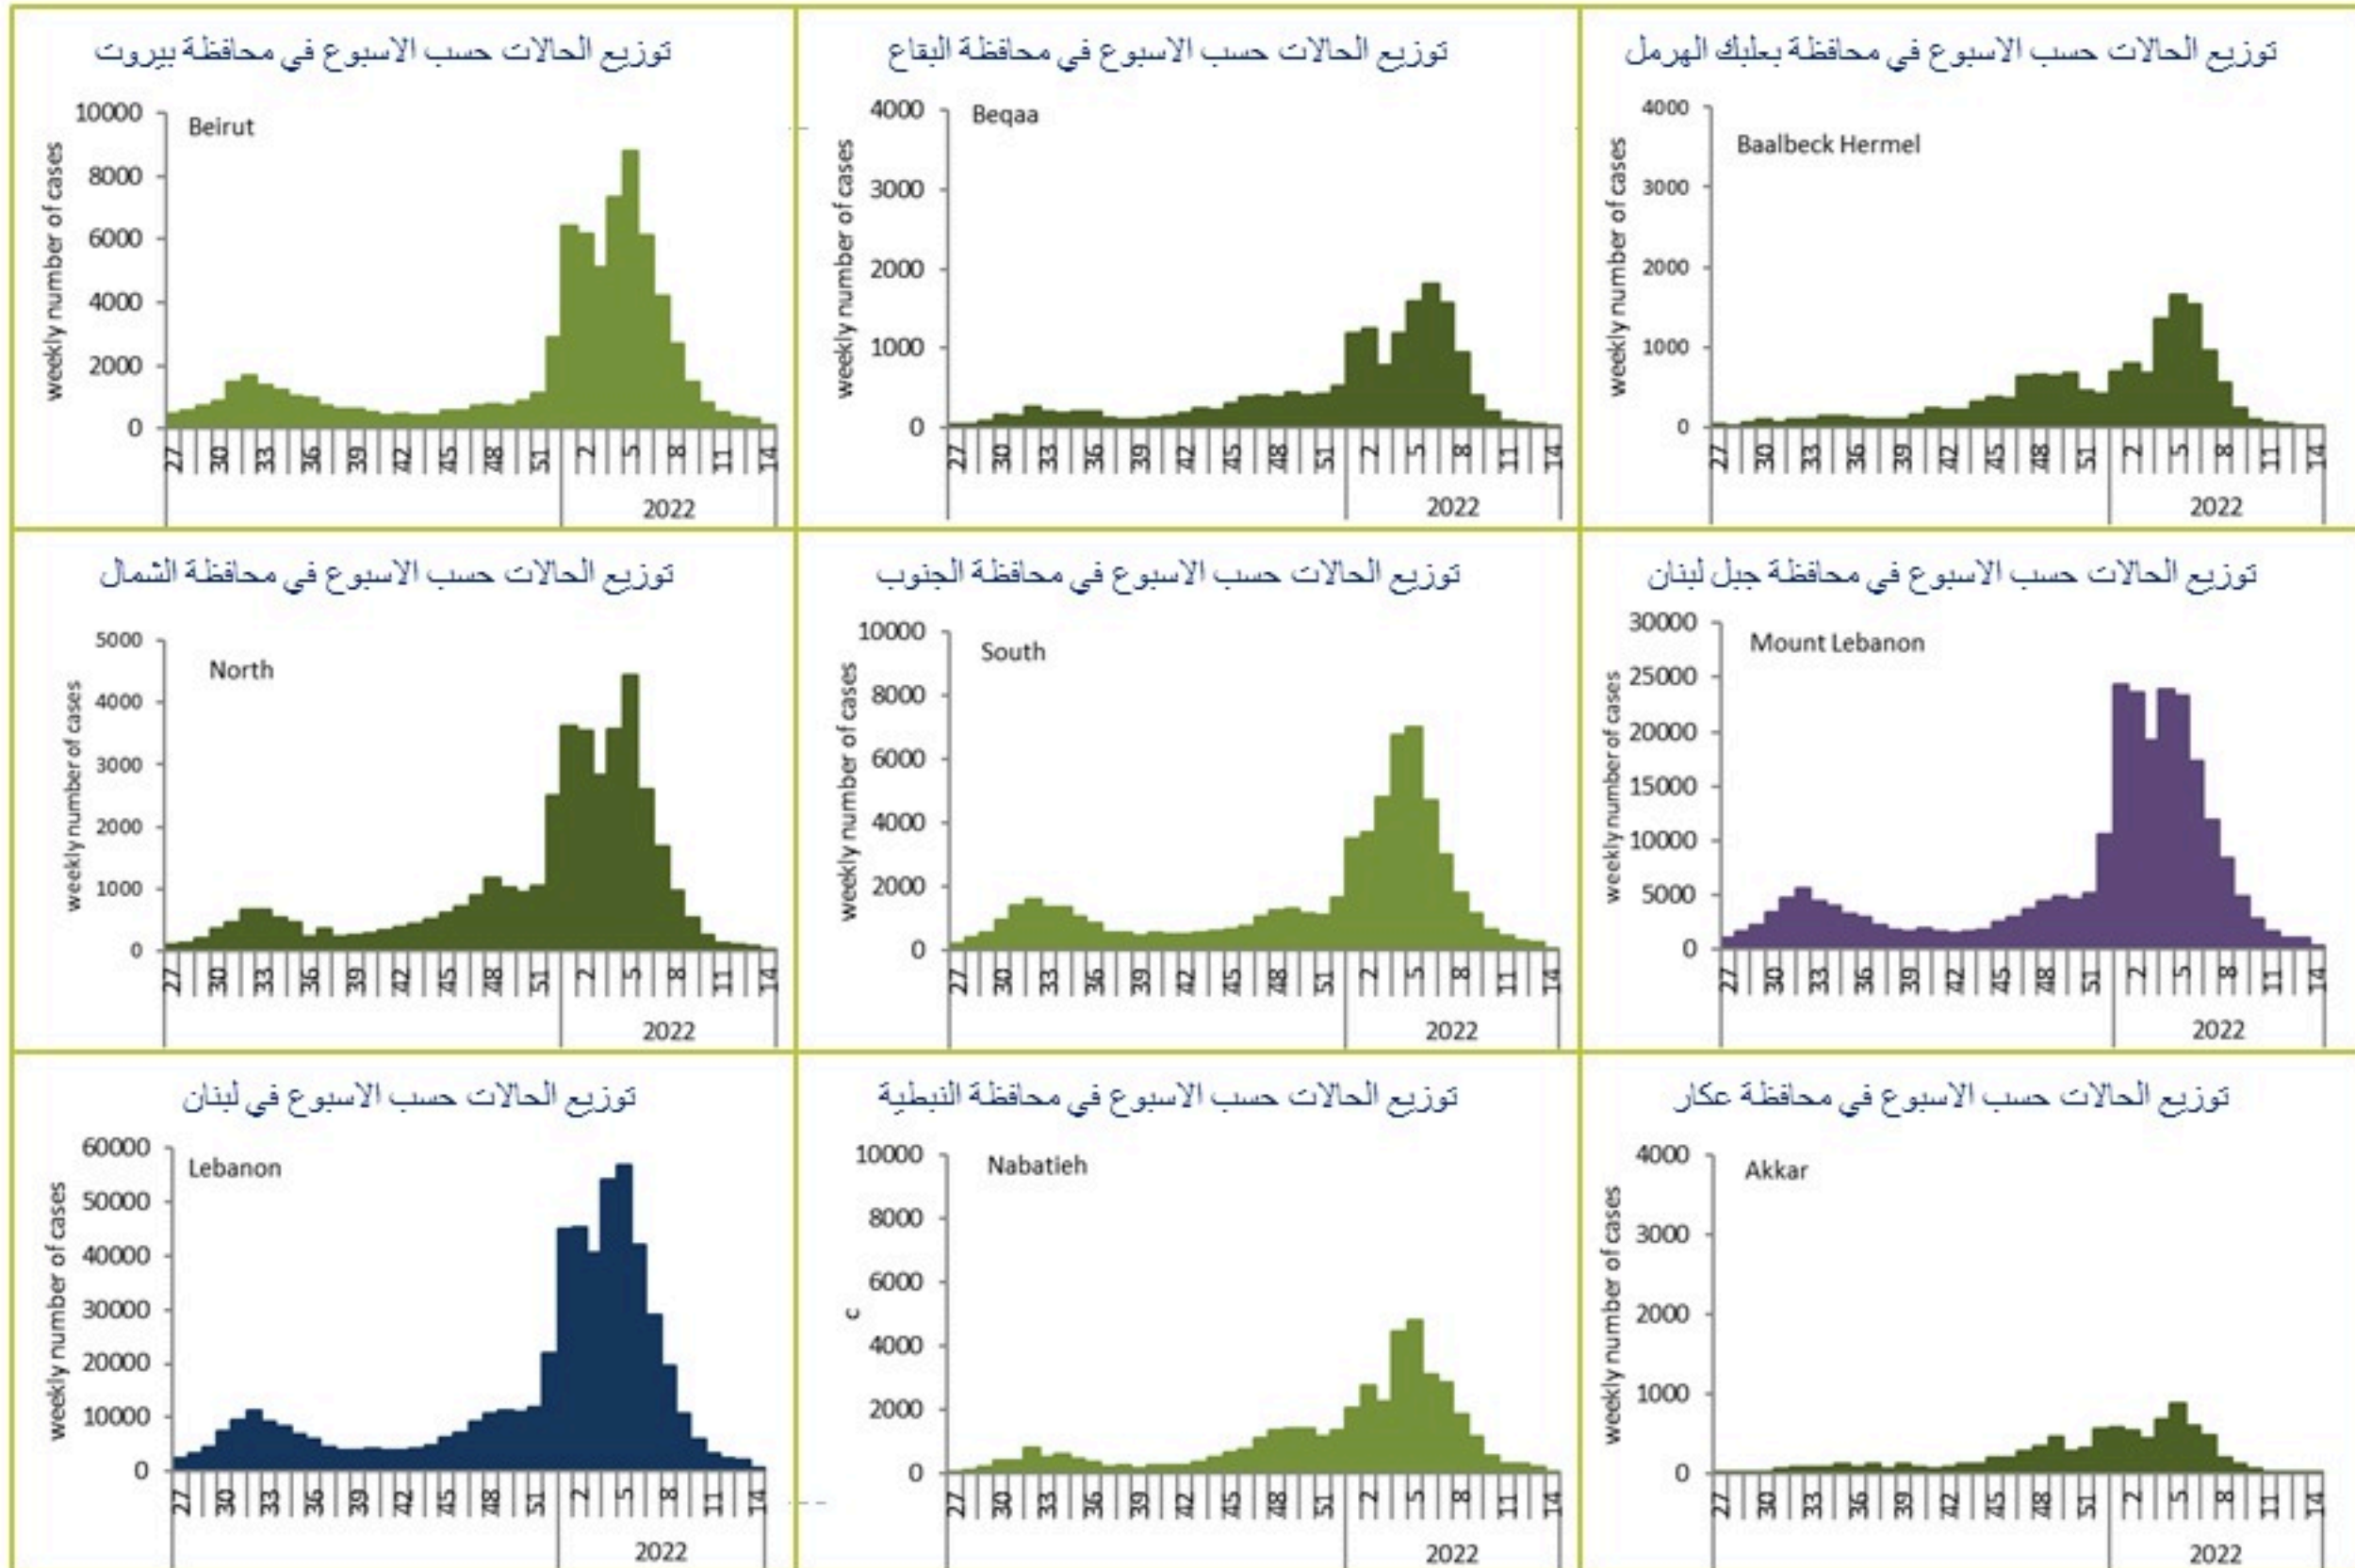 توزيع الحالات حسب الاسبوع في محافظة بيروت
Beirut
weekly number of cases
10000
8000
6000
4000
2000
0
27 30 33 36 39 42 45 48 51 2 5 8 11 14
2022
توزيع الحالات حسب الاسبوع في محافظة البقاع
Beqaa
weekly number of cases
4000
3000
2000
1000
0
27 30 33 36 39 42 45 48 51 2 5 8 11 14
2022
توزيع الحالات حسب الاسبوع في محافظة بعلبك الهرمل
Baalbeck Hermel
weekly number of cases
4000
3000
2000
1000
0
27 30 33 36 39 42 45 48 51 2 5 8 11 14
2022
توزيع الحالات حسب الاسبوع في محافظة الشمال
North
weekly number of cases
5000
4000
3000
2000
1000
0
27 30 33 36 39 42 45 48 51 2 5 8 11 14
2022
توزيع الحالات حسب الاسبوع في محافظة الجنوب
South
weekly number of cases
10000
8000
6000
4000
2000
0
27 30 33 36 39 42 45 48 51 2 5 8 11 14
2022
توزيع الحالات حسب الاسبوع في محافظة جبل لبنان
Mount Lebanon
weekly number of cases
30000
25000
20000
15000
10000
5000
0
27 30 33 36 39 42 45 48 51 2 5 8 11 14
2022
توزيع الحالات حسب الاسبوع في لبنان
Lebanon
weekly number of cases
60000
50000
40000
30000
20000
10000
0
27 30 33 36 39 42 45 48 51 2 5 8 11 14
2022
توزيع الحالات حسب الاسبوع في محافظة النبطية
Nabatieh
c
10000
8000
6000
4000
2000
0
27 30 33 36 39 42 45 48 51 2 5 8 11 14
2022
توزيع الحالات حسب الاسبوع في محافظة عكار
Akkar
weekly number of cases
4000
3000
2000
1000
0
27 30 33 36 39 42 45 48 51 2 5 8 11 14
2022